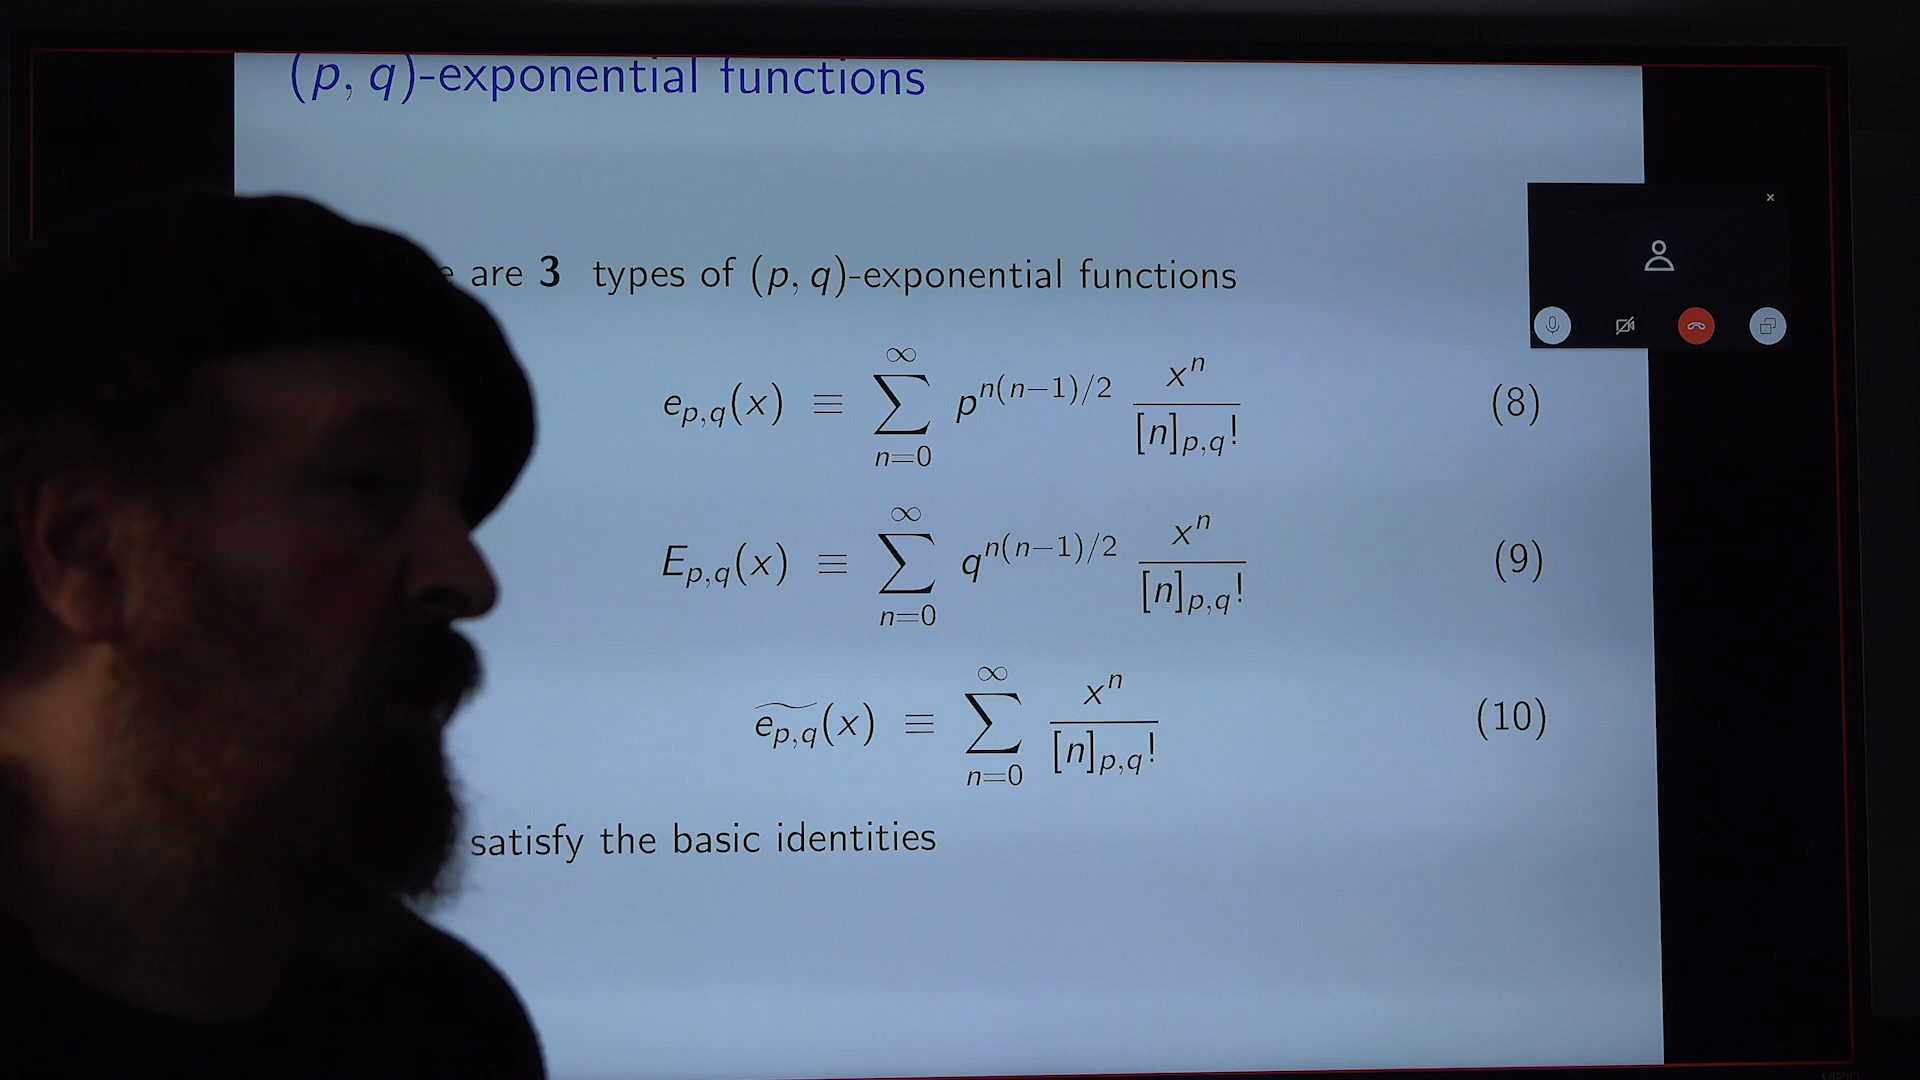 (p, q)-exponential functions
are 3 types of (p, q)-exponential functions
e_{p,q}(x) ≡ ∑_{n=0}^{∞} p^{n(n−1)/2} x^n / [n]_{p,q}! (8)
E_{p,q}(x) ≡ ∑_{n=0}^{∞} q^{n(n−1)/2} x^n / [n]_{p,q}! (9)
\widetilde{e_{p,q}}(x) ≡ ∑_{n=0}^{∞} x^n / [n]_{p,q}! (10)
satisfy the basic identities
VIZIO